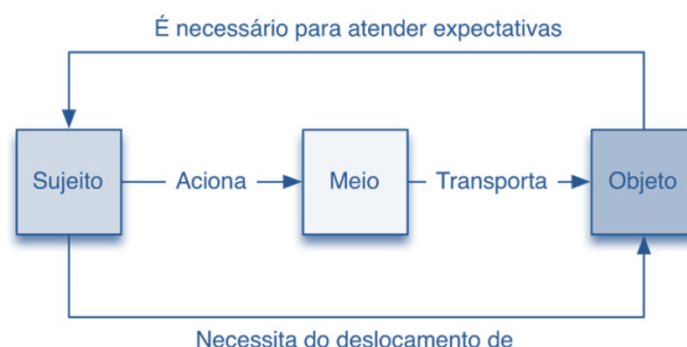 É necessário para atender expectativas
Sujeito
Aciona
Meio
Transporta
Objeto
Necessita do deslocamento de